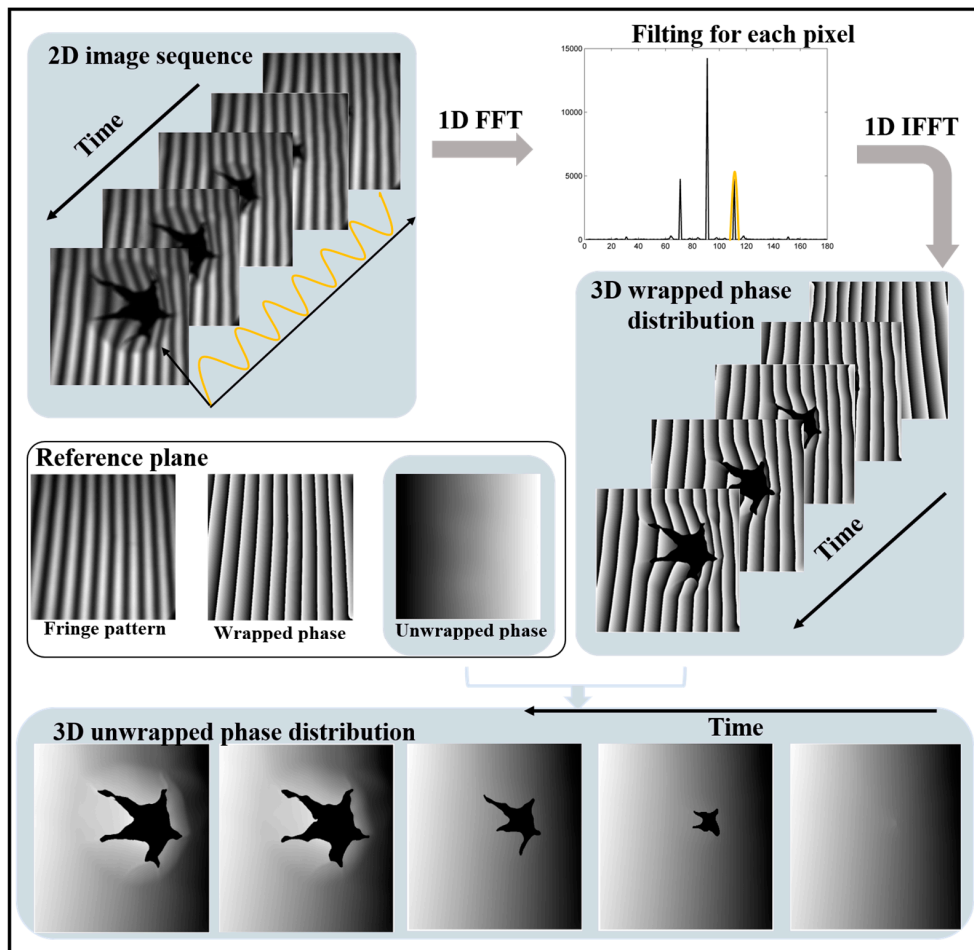 2D image sequence
Time
1D FFT
Filting for each pixel
15000
10000
5000
0
0 20 40 60 80 100 120 140 160 180
1D IFFT
3D wrapped phase
distribution
Time
Reference plane
Fringe pattern
Wrapped phase
Unwrapped phase
3D unwrapped phase distribution
Time